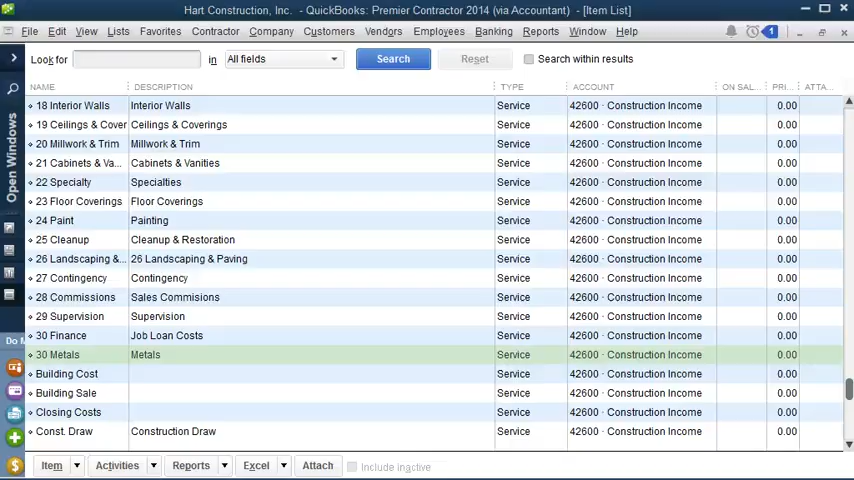 Hart Construction, Inc. - QuickBooks: Premier Contractor 2014 (via Accountant) - [Item List]
File Edit View Lists Favorites Contractor Company Customers Vendors Employees Banking Reports Window Help 1
Look for in All fields Search Reset Search within results
NAME DESCRIPTION TYPE ACCOUNT ON SAL... PRI... ATTA...
18 Interior Walls Interior Walls Service 42600 · Construction Income 0.00
19 Ceilings & Cover Ceilings & Coverings Service 42600 · Construction Income 0.00
20 Millwork & Trim Millwork & Trim Service 42600 · Construction Income 0.00
21 Cabinets & Va... Cabinets & Vanities Service 42600 · Construction Income 0.00
22 Specialty Specialties Service 42600 · Construction Income 0.00
23 Floor Coverings Floor Coverings Service 42600 · Construction Income 0.00
24 Paint Painting Service 42600 · Construction Income 0.00
25 Cleanup Cleanup & Restoration Service 42600 · Construction Income 0.00
26 Landscaping &... 26 Landscaping & Paving Service 42600 · Construction Income 0.00
27 Contingency Contingency Service 42600 · Construction Income 0.00
28 Commissions Sales Commisions Service 42600 · Construction Income 0.00
29 Supervision Supervision Service 42600 · Construction Income 0.00
30 Finance Job Loan Costs Service 42600 · Construction Income 0.00
30 Metals Metals Service 42600 · Construction Income 0.00
Building Cost Service 42600 · Construction Income 0.00
Building Sale Service 42600 · Construction Income 0.00
Closing Costs Service 42600 · Construction Income 0.00
Const. Draw Construction Draw Service 42600 · Construction Income 0.00
Item Activities Reports Excel Attach Include inactive
Open Windows
Do M